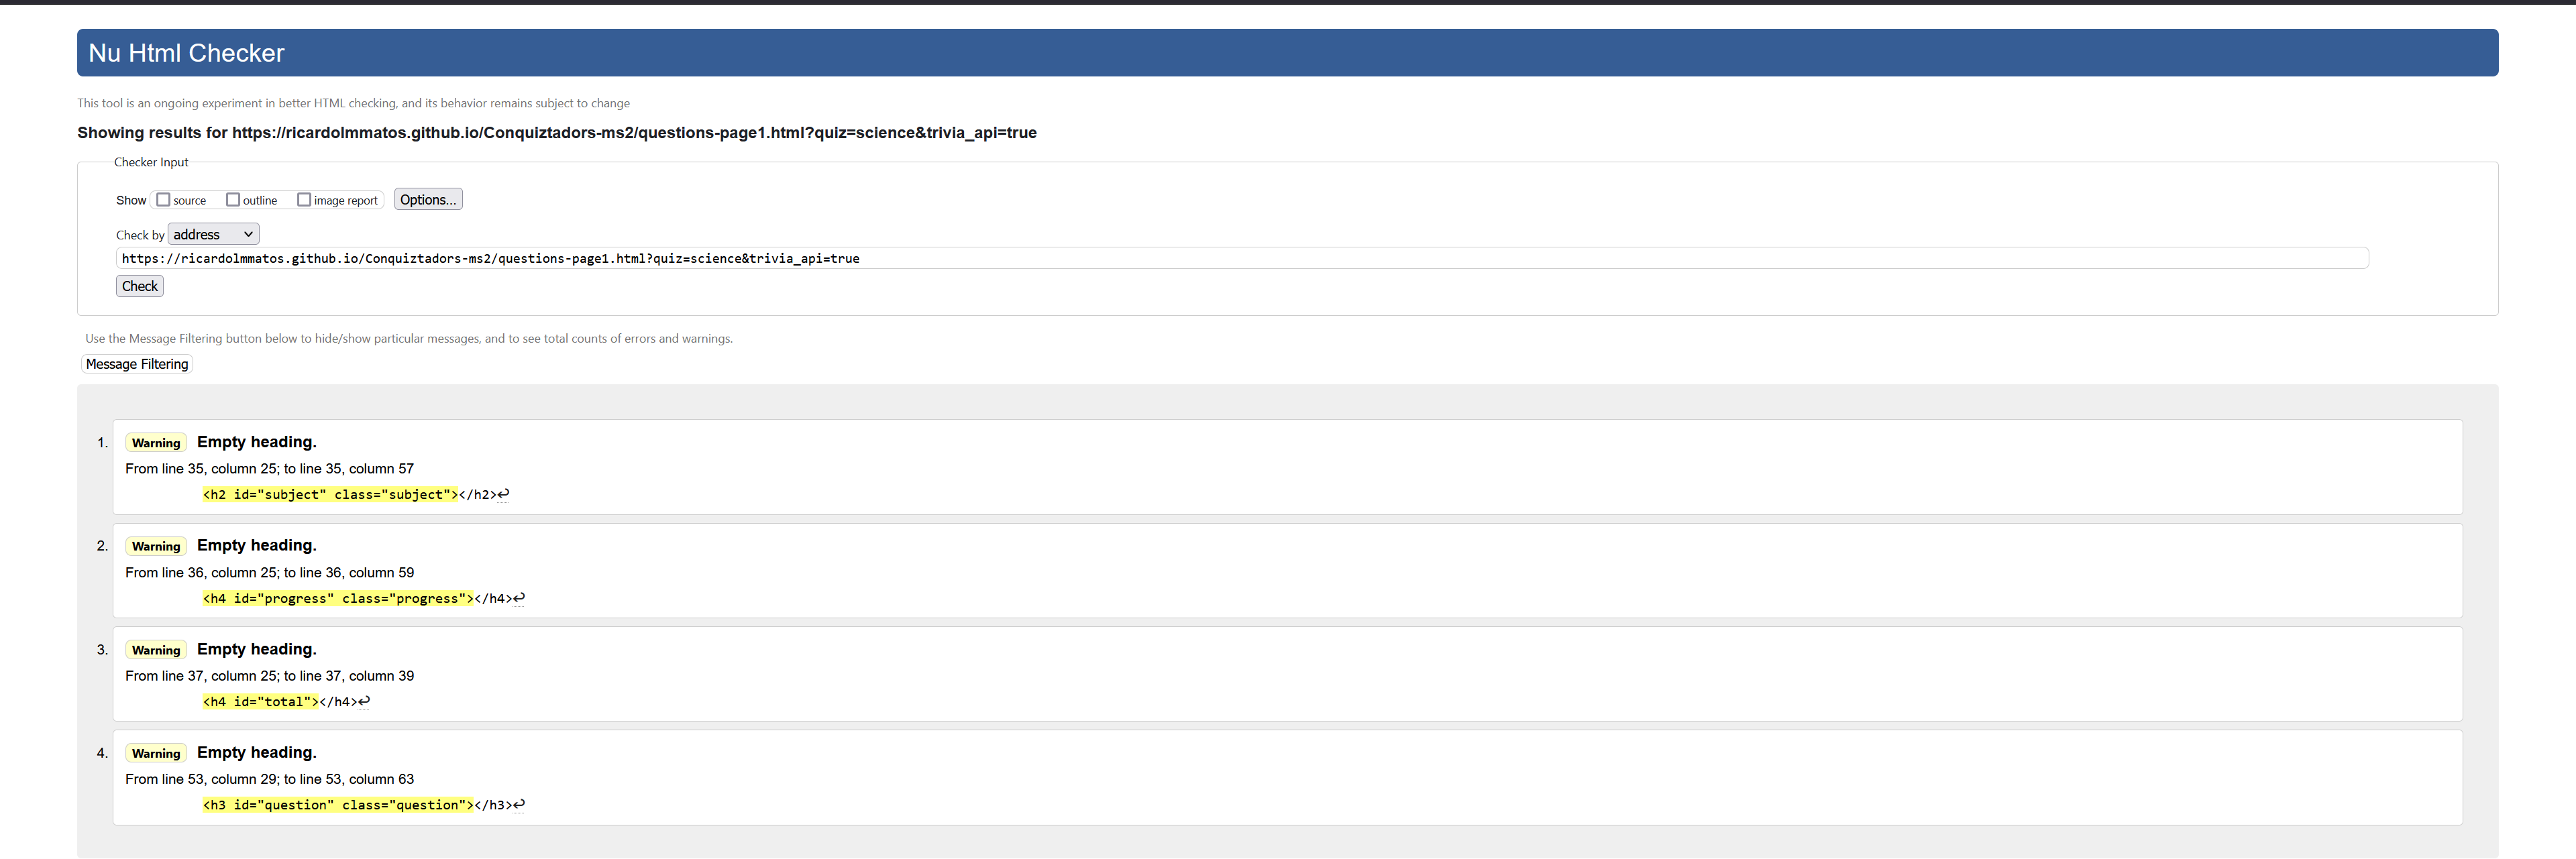 Nu Html Checker
This tool is an ongoing experiment in better HTML checking, and its behavior remains subject to change
Showing results for https://ricardolmmatos.github.io/Conquiztadors-ms2/questions-page1.html?quiz=science&trivia_api=true
Checker Input
Show source outline image report Options...
Check by address
https://ricardolmmatos.github.io/Conquiztadors-ms2/questions-page1.html?quiz=science&trivia_api=true
Check
Use the Message Filtering button below to hide/show particular messages, and to see total counts of errors and warnings.
Message Filtering
1. Warning Empty heading.
From line 35, column 25; to line 35, column 57
<h2 id="subject" class="subject"></h2>↩
2. Warning Empty heading.
From line 36, column 25; to line 36, column 59
<h4 id="progress" class="progress"></h4>↩
3. Warning Empty heading.
From line 37, column 25; to line 37, column 39
<h4 id="total"></h4>↩
4. Warning Empty heading.
From line 53, column 29; to line 53, column 63
<h3 id="question" class="question"></h3>↩